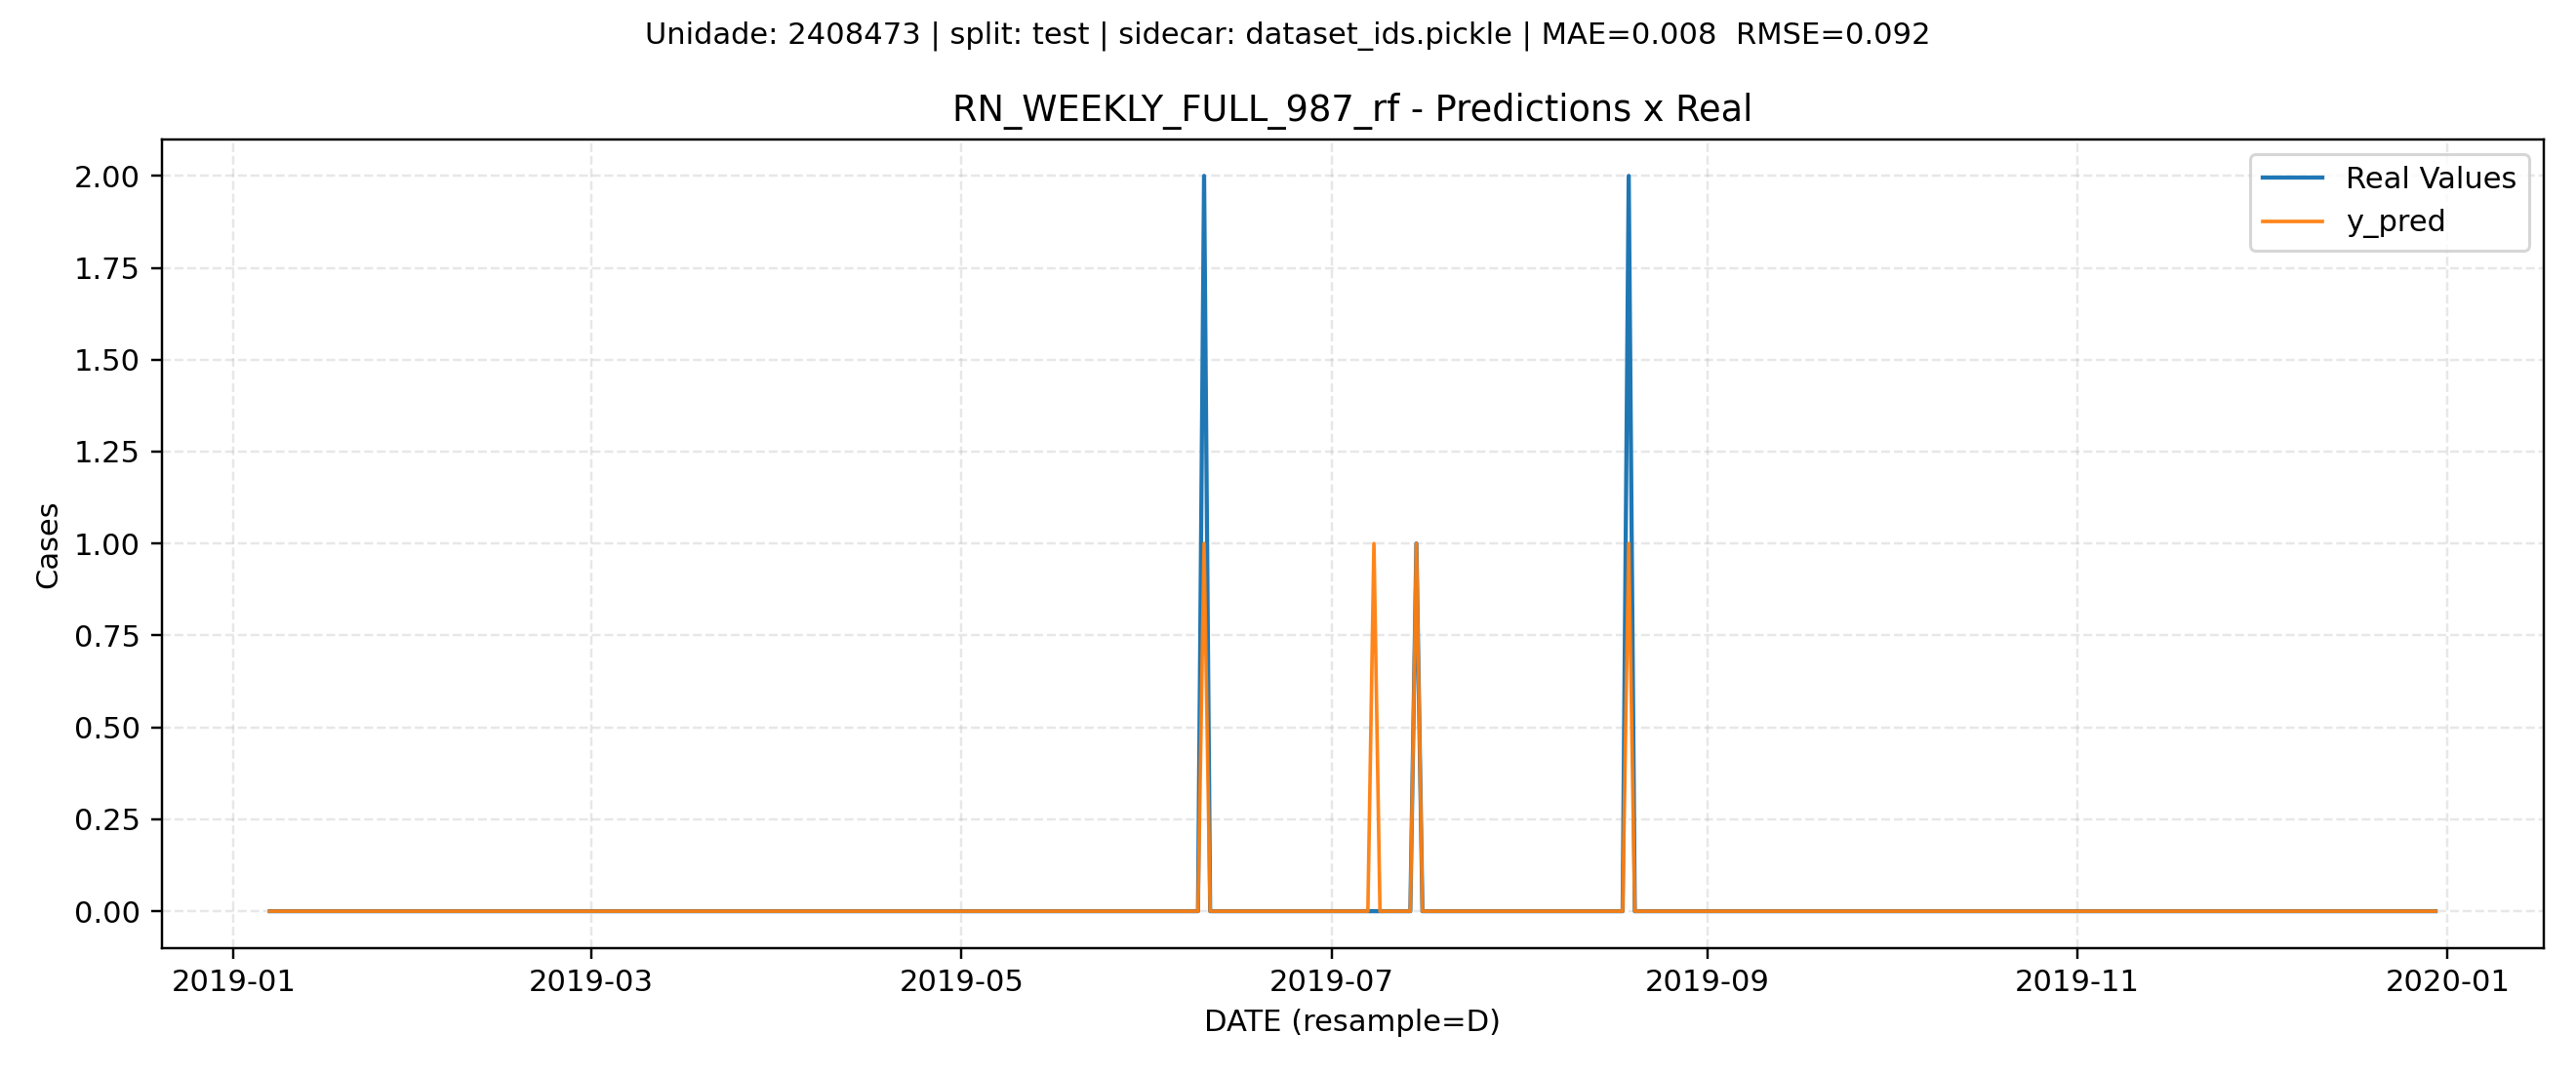 Unidade: 2408473 | split: test | sidecar: dataset_ids.pickle | MAE=0.008  RMSE=0.092
RN_WEEKLY_FULL_987_rf - Predictions x Real
Real Values
y_pred
2.00
1.75
1.50
1.25
1.00
0.75
0.50
0.25
0.00
Cases
2019-01
2019-03
2019-05
2019-07
2019-09
2019-11
2020-01
DATE (resample=D)